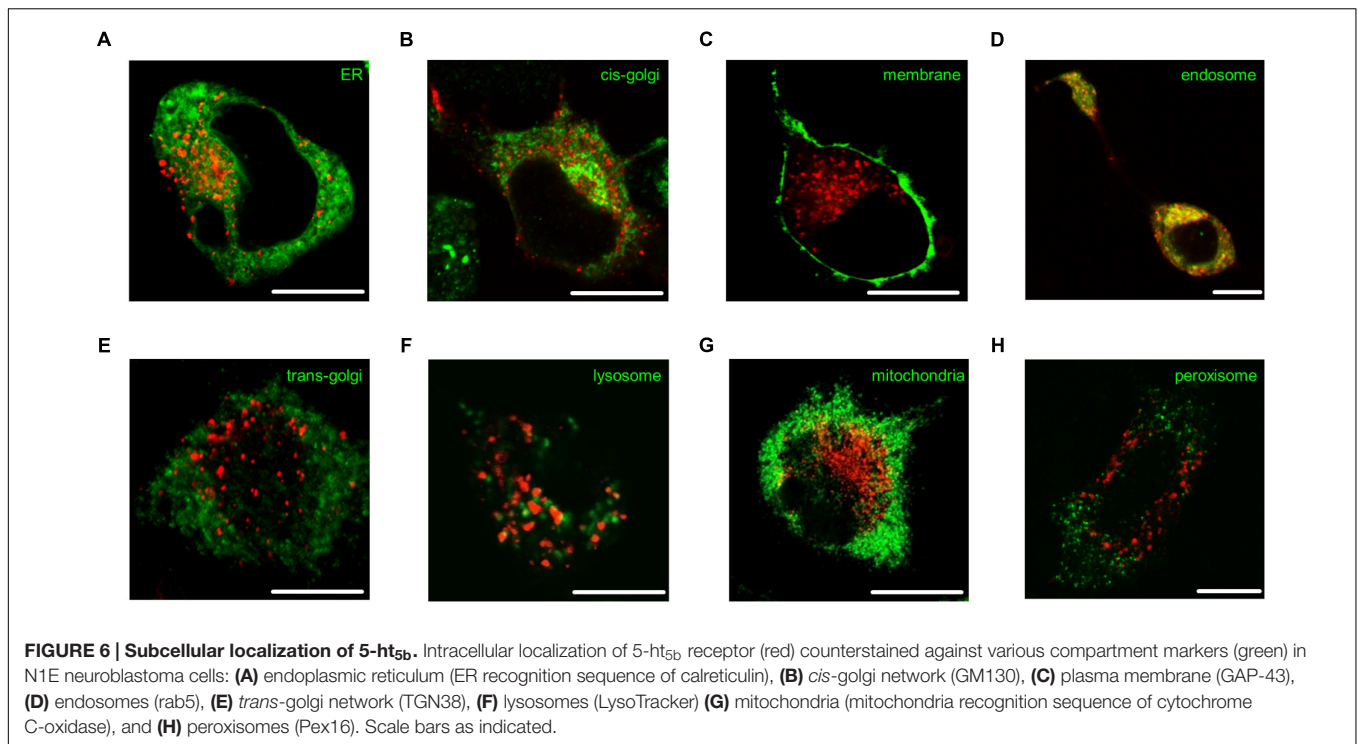 A
B
C
D
ER
cis-golgi
membrane
endosome
E
F
G
H
trans-golgi
lysosome
mitochondria
peroxisome
FIGURE 6 | Subcellular localization of 5-ht5b. Intracellular localization of 5-ht5b receptor (red) counterstained against various compartment markers (green) in
N1E neuroblastoma cells: (A) endoplasmic reticulum (ER recognition sequence of calreticulin), (B) cis-golgi network (GM130), (C) plasma membrane (GAP-43),
(D) endosomes (rab5), (E) trans-golgi network (TGN38), (F) lysosomes (LysoTracker) (G) mitochondria (mitochondria recognition sequence of cytochrome
C-oxidase), and (H) peroxisomes (Pex16). Scale bars as indicated.